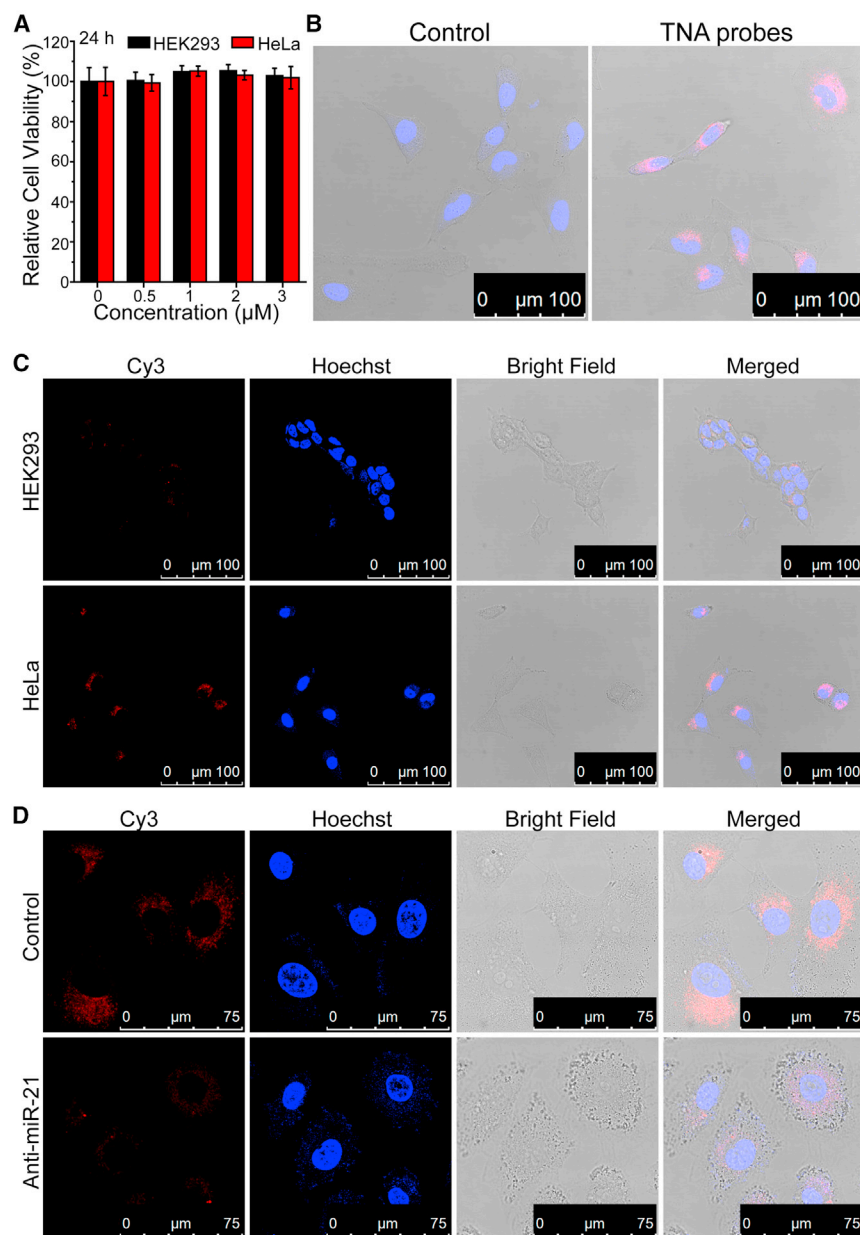 A
24 h HEK293 HeLa
Relative Cell VIability (%)
120
100
80
60
40
20
0
0 0.5 1 2 3
Concentration (µM)
B
Control TNA probes
0 µm 100 0 µm 100
C
Cy3 Hoechst Bright Field Merged
HEK293
0 µm 100 0 µm 100 0 µm 100 0 µm 100
HeLa
0 µm 100 0 µm 100 0 µm 100 0 µm 100
D
Cy3 Hoechst Bright Field Merged
Control
0 µm 75 0 µm 75 0 µm 75 0 µm 75
Anti-miR-21
0 µm 75 0 µm 75 0 µm 75 0 µm 75